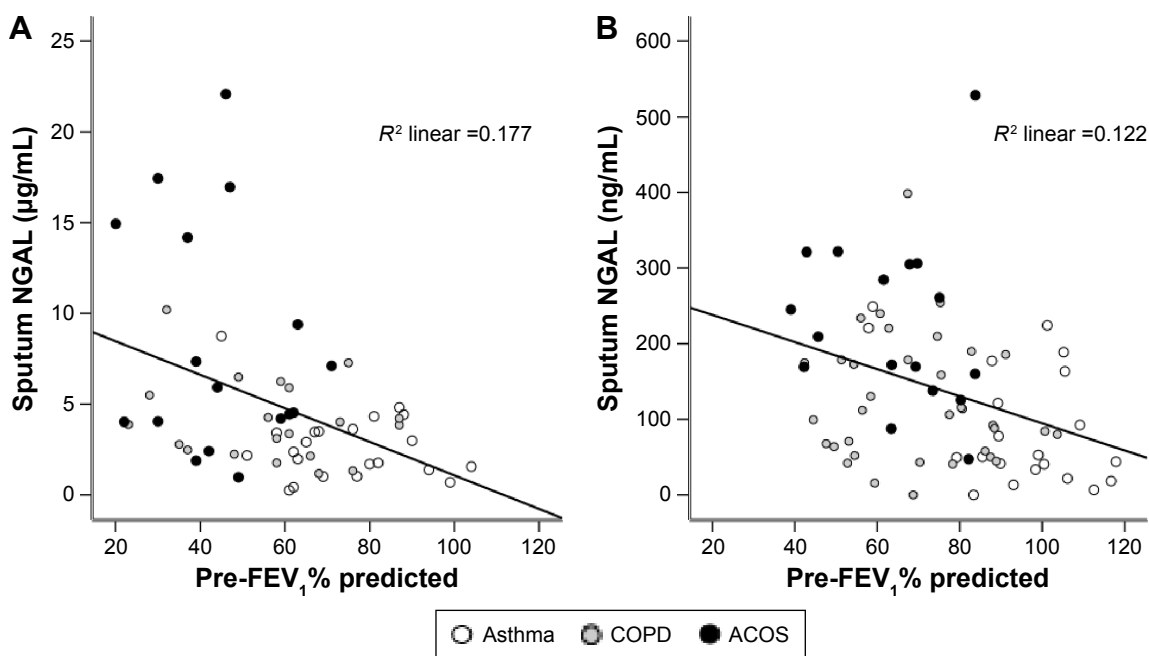 A
Sputum NGAL (µg/mL)
25
20
15
10
5
0
R² linear =0.177
20 40 60 80 100 120
Pre-FEV₁% predicted
B
Sputum NGAL (ng/mL)
600
500
400
300
200
100
0
R² linear =0.122
20 40 60 80 100 120
Pre-FEV₁% predicted
Asthma COPD ACOS